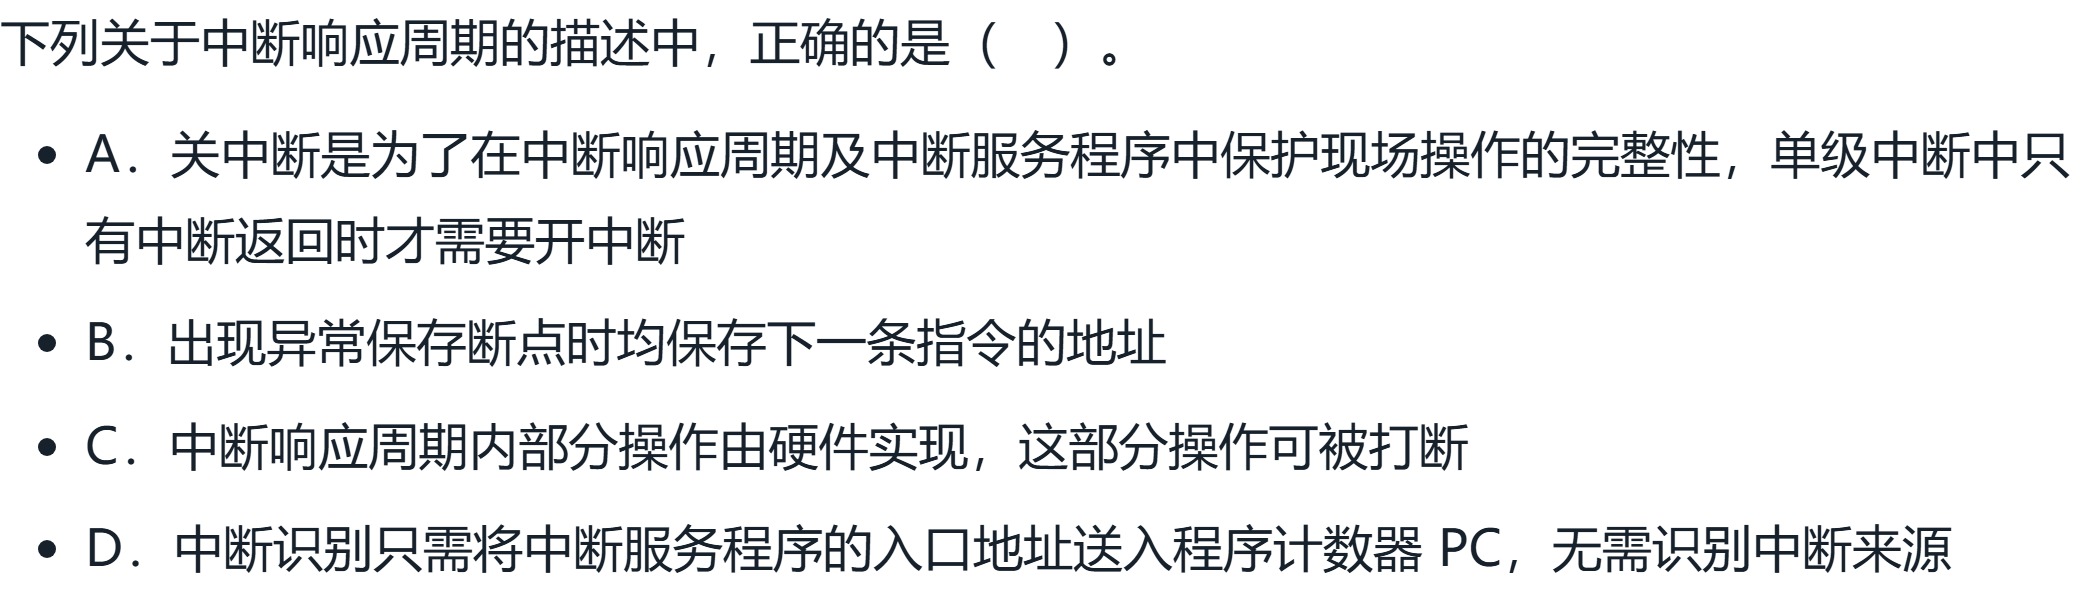 下列关于中断响应周期的描述中，正确的是（　）。
• A．关中断是为了在中断响应周期及中断服务程序中保护现场操作的完整性，单级中断中只
有中断返回时才需要开中断
• B．出现异常保存断点时均保存下一条指令的地址
• C．中断响应周期内部分操作由硬件实现，这部分操作可被打断
• D．中断识别只需将中断服务程序的入口地址送入程序计数器 PC，无需识别中断来源